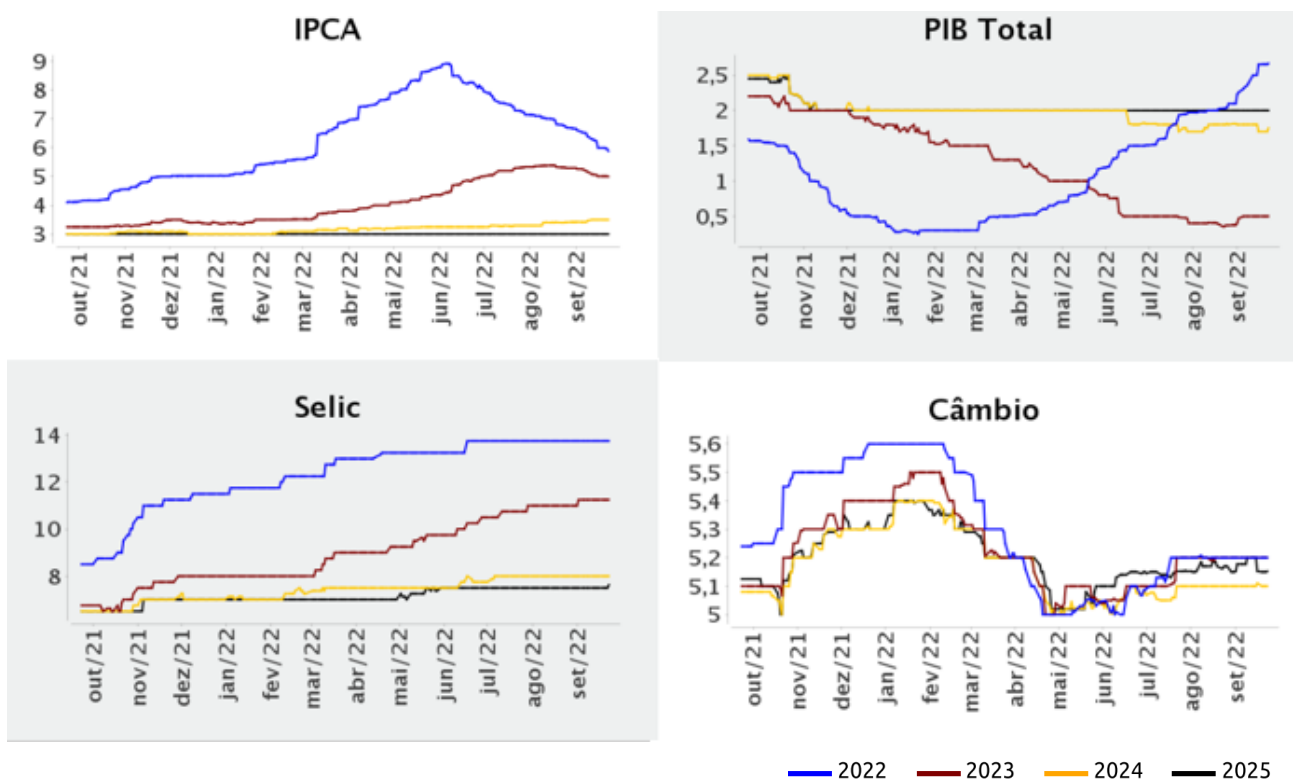 IPCA
9
8
7
6
5
4
3
out/21
nov/21
dez/21
jan/22
fev/22
mar/22
abr/22
mai/22
jun/22
jul/22
ago/22
set/22
PIB Total
2,5
2
1,5
1
0,5
out/21
nov/21
dez/21
jan/22
fev/22
mar/22
abr/22
mai/22
jun/22
jul/22
ago/22
set/22
Selic
14
12
10
8
out/21
nov/21
dez/21
jan/22
fev/22
mar/22
abr/22
mai/22
jun/22
jul/22
ago/22
set/22
Câmbio
5,6
5,5
5,4
5,3
5,2
5,1
5
out/21
nov/21
dez/21
jan/22
fev/22
mar/22
abr/22
mai/22
jun/22
jul/22
ago/22
set/22
2022 2023 2024 2025